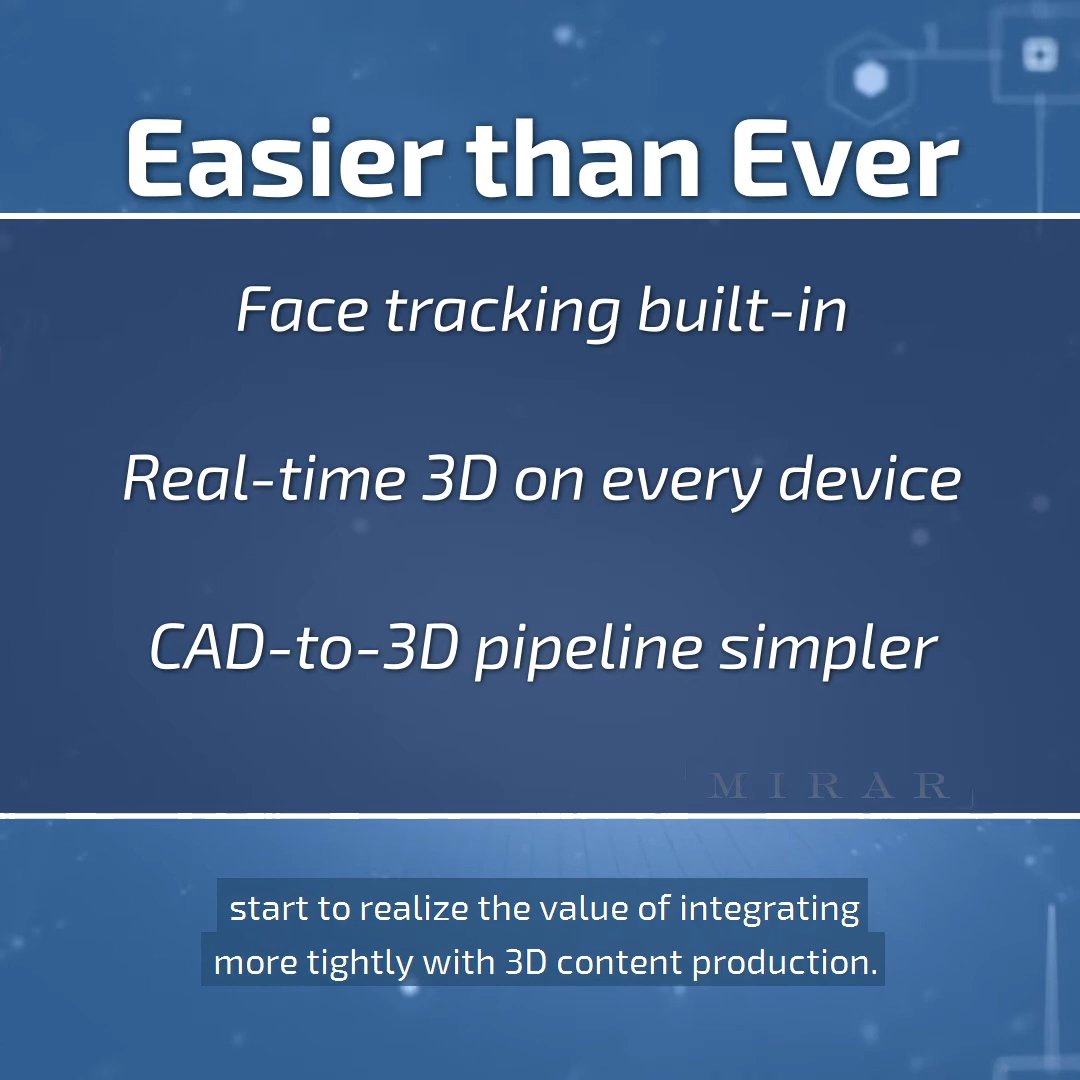 Easier than Ever
Face tracking built-in
Real-time 3D on every device
CAD-to-3D pipeline simpler
MIRAR
start to realize the value of integrating
more tightly with 3D content production.